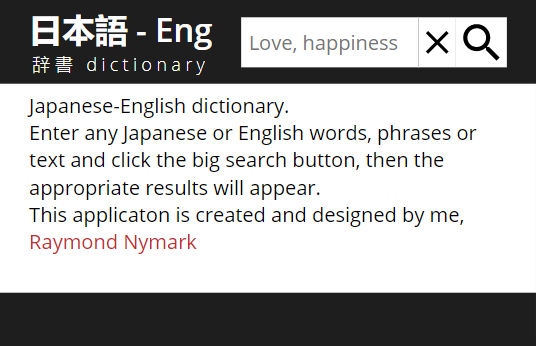 日本語 - Eng
辞書 dictionary
Love, happiness
Japanese-English dictionary.
Enter any Japanese or English words, phrases or
text and click the big search button, then the
appropriate results will appear.
This applicaton is created and designed by me,
Raymond Nymark